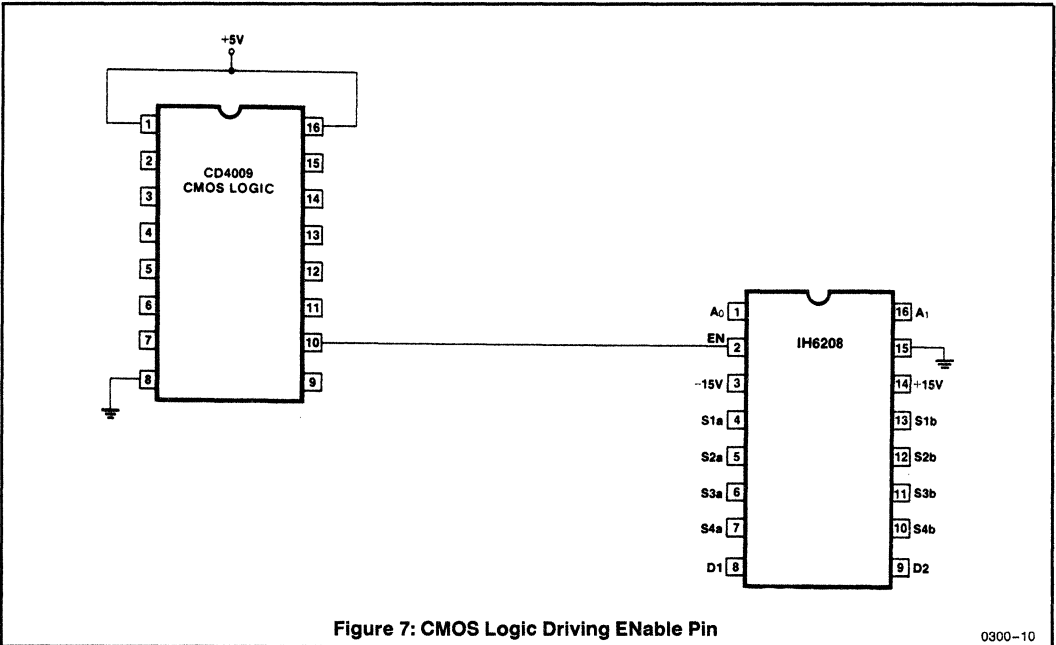 +5V
1
16
2
15
CD4009
CMOS LOGIC
3
14
4
13
5
12
6
11
7
10
8
9
A0 1
16 A1
EN 2
IH6208
15
-15V 3
14 +15V
S1a 4
13 S1b
S2a 5
12 S2b
S3a 6
11 S3b
S4a 7
10 S4b
D1 8
9 D2
Figure 7: CMOS Logic Driving ENable Pin
0300-10